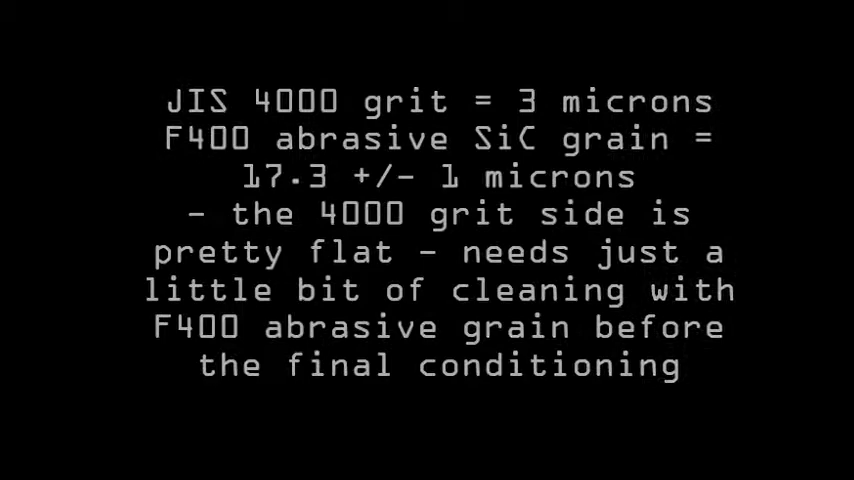 JIS 4000 grit = 3 microns
F400 abrasive SiC grain =
17.3 +/- 1 microns
- the 4000 grit side is
pretty flat - needs just a
little bit of cleaning with
F400 abrasive grain before
the final conditioning